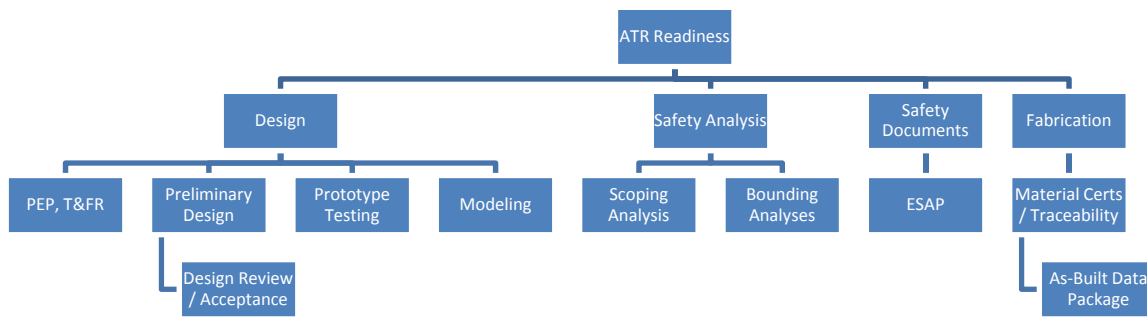 ATR Readiness
Design
Safety Analysis
Safety
Documents
Fabrication
PEP, T&FR
Preliminary
Design
Prototype
Testing
Modeling
Scoping
Analysis
Bounding
Analyses
ESAP
Material Certs
/ Traceability
Design Review
/ Acceptance
As-Built Data
Package